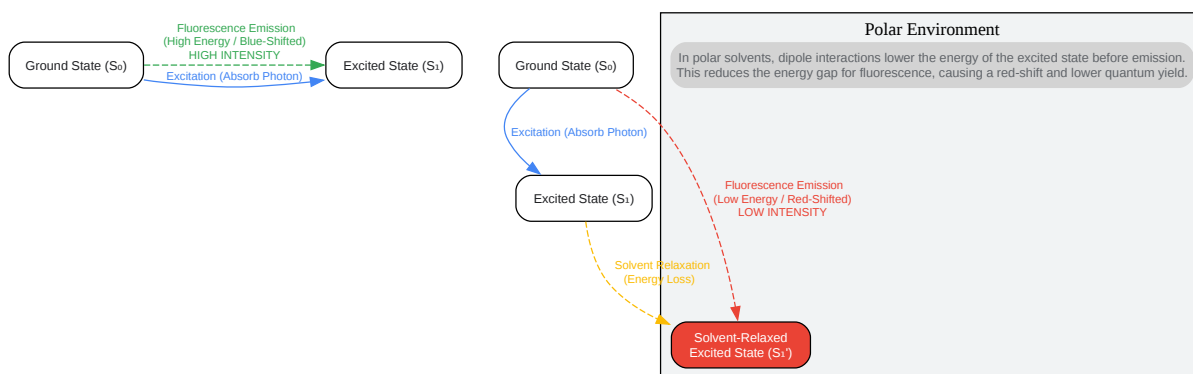 Fluorescence Emission
(High Energy / Blue-Shifted)
HIGH INTENSITY
Ground State (S₀)
Excitation (Absorb Photon)
Excited State (S₁)
Ground State (S₀)
Excitation (Absorb Photon)
Excited State (S₁)
Solvent Relaxation
(Energy Loss)
Polar Environment
In polar solvents, dipole interactions lower the energy of the excited state before emission.
This reduces the energy gap for fluorescence, causing a red-shift and lower quantum yield.
Fluorescence Emission
(Low Energy / Red-Shifted)
LOW INTENSITY
Solvent-Relaxed
Excited State (S₁')